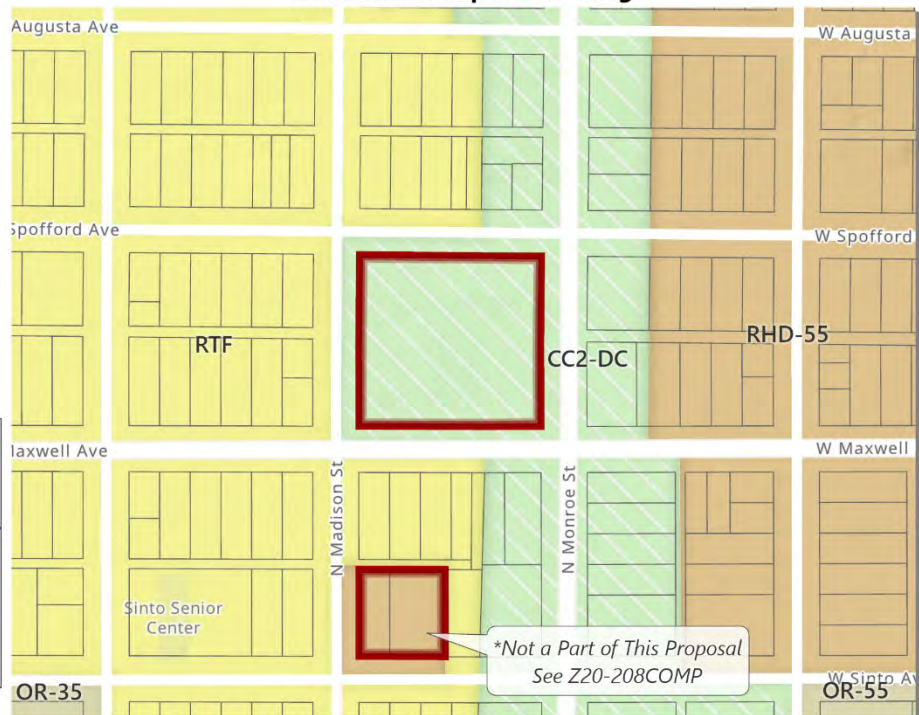 Augusta Ave
W Augusta
Spofford Ave
W Spofford
RTF
RHD-55
CC2-DC
Maxwell Ave
W Maxwell
N Madison St
N Monroe St
Sinto Senior
Center
*Not a Part of This Proposal
See Z20-208COMP
W Sinto Av
OR-35
OR-55